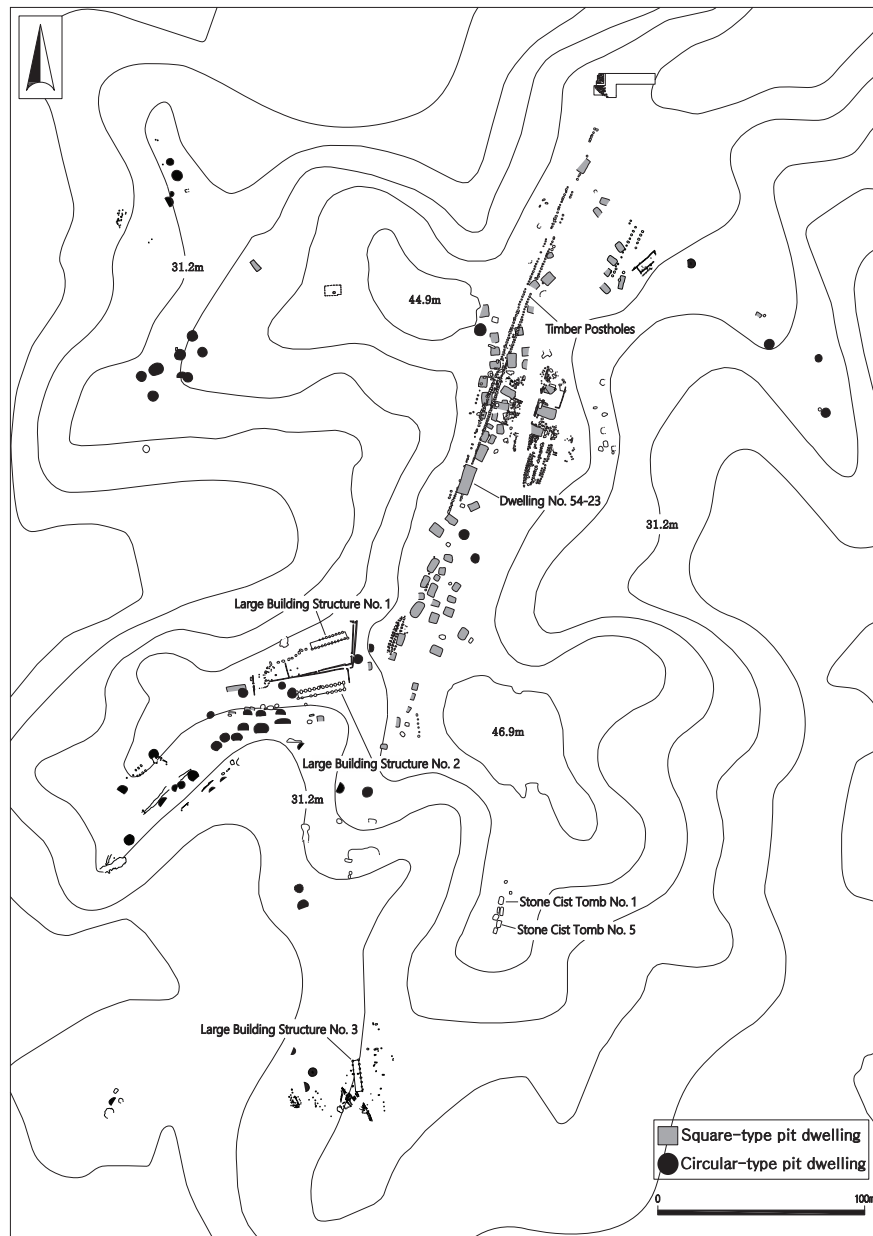 31.2m
44.9m
Timber Postholes
Dwelling No. 54-23
31.2m
Large Building Structure No. 1
46.9m
Large Building Structure No. 2
31.2m
Stone Cist Tomb No. 1
Stone Cist Tomb No. 5
Large Building Structure No. 3
Square-type pit dwelling
Circular-type pit dwelling
0 100m